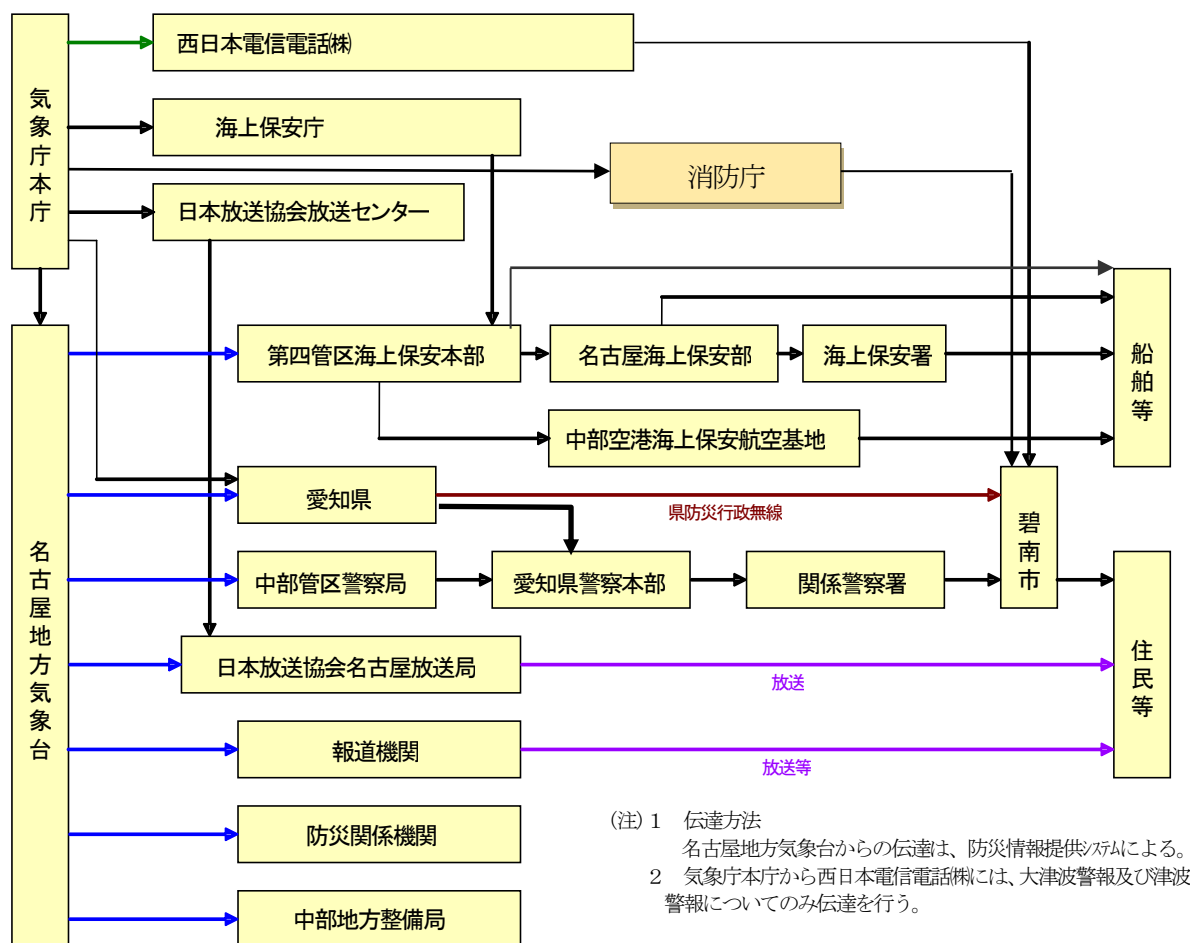 気象庁本庁
西日本電信電話㈱
海上保安庁
消防庁
日本放送協会放送センター
名古屋地方気象台
第四管区海上保安本部
名古屋海上保安部
海上保安署
船舶等
中部空港海上保安航空基地
愛知県
県防災行政無線
碧南市
中部管区警察局
愛知県警察本部
関係警察署
住民等
日本放送協会名古屋放送局
放送
報道機関
放送等
防災関係機関
中部地方整備局
(注) 1 伝達方法
名古屋地方気象台からの伝達は、防災情報提供システムによる。
2 気象庁本庁から西日本電信電話㈱には、大津波警報及び津波
警報についてのみ伝達を行う。